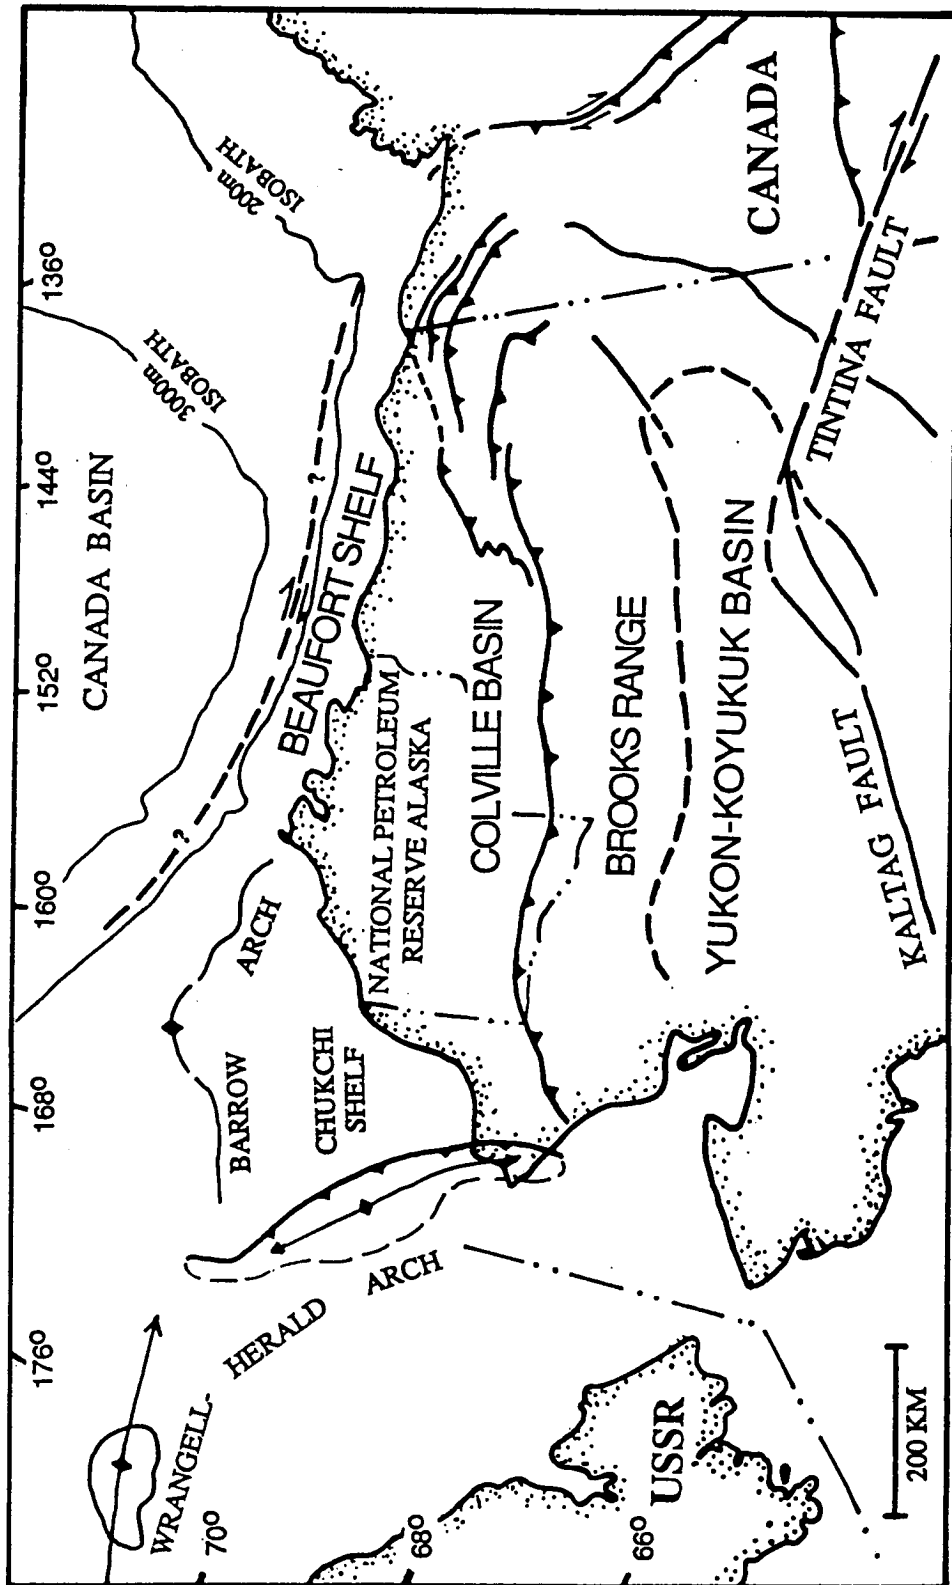 176°
168°
160°
152°
144°
136°
CANADA BASIN
3000m
ISOBATH
200m
ISOBATH
?
?
BEAUFORT SHELF
BARROW
ARCH
CHUKCHI
SHELF
WRANGELL-
HERALD
ARCH
70°
68°
66°
NATIONAL PETROLEUM
RESERVE ALASKA
COLVILLE BASIN
BROOKS RANGE
YUKON-KOYUKUK BASIN
KALTAG FAULT
TINTINA FAULT
CANADA
USSR
200 KM